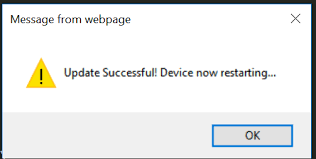 Message from webpage
Update Successful! Device now restarting...
OK